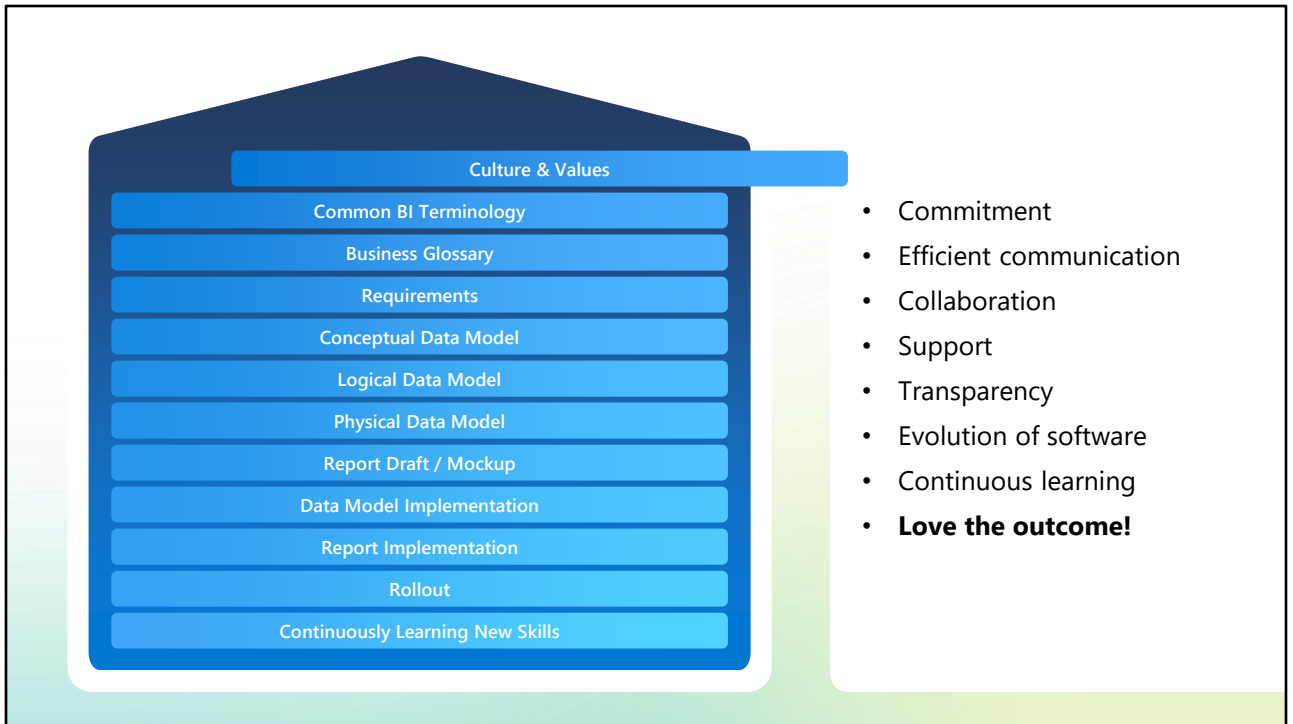 Culture & Values
Common BI Terminology
Business Glossary
Requirements
Conceptual Data Model
Logical Data Model
Physical Data Model
Report Draft / Mockup
Data Model Implementation
Report Implementation
Rollout
Continuously Learning New Skills
• Commitment
• Efficient communication
• Collaboration
• Support
• Transparency
• Evolution of software
• Continuous learning
• Love the outcome!